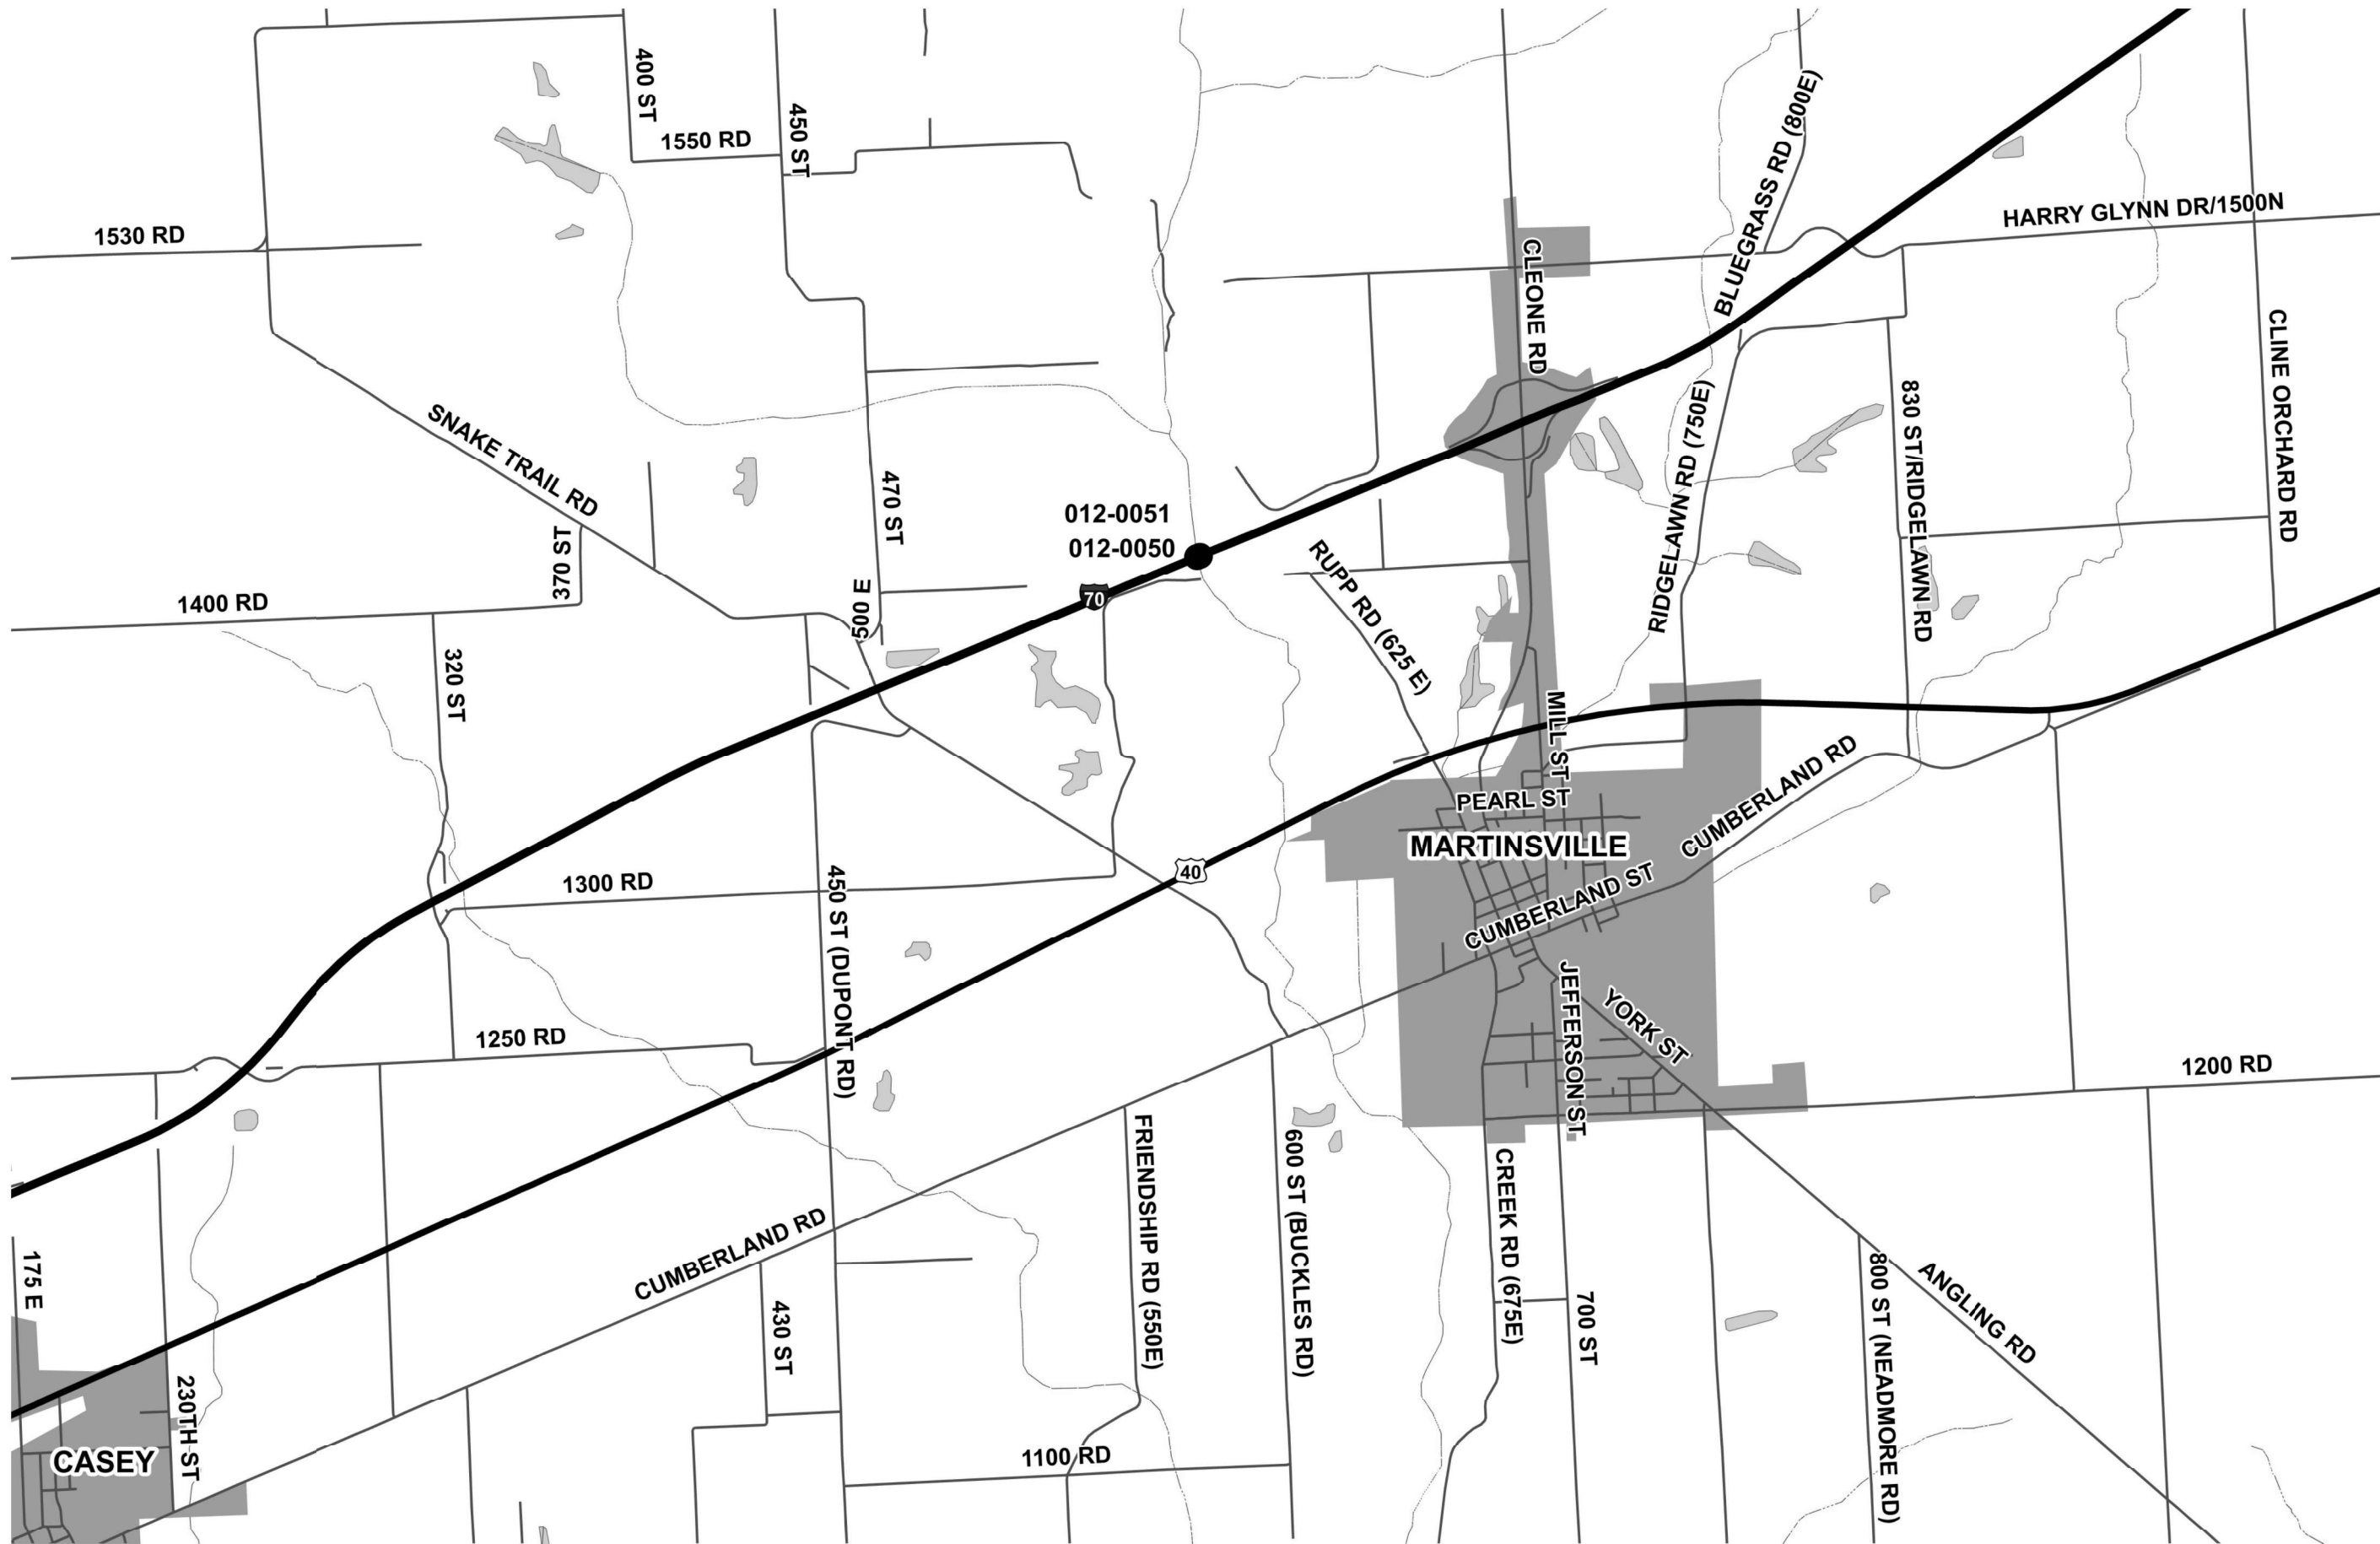 400 ST
450 ST
1550 RD
BLUEGRASS RD (800E)
1530 RD
HARRY GLYNN DR/1500N
CLEONE RD
CLINE ORCHARD RD
SNAKE TRAIL RD
830 ST/RIDGELAWN RD
RIDGELAWN RD (750E)
470 ST
012-0051
012-0050
370 ST
RUPP RD (625 E)
70
500 E
1400 RD
320 ST
MILL ST
CUMBERLAND RD
PEARL ST
MARTINSVILLE
40
1300 RD
450 ST (DUPONT RD)
CUMBERLAND ST
JEFFERSON ST
YORK ST
1250 RD
1200 RD
FRIENDSHIP RD (550E)
600 ST (BUCKLES RD)
CREEK RD (675E)
CUMBERLAND RD
175 E
430 ST
700 ST
800 ST (NEADMORE RD)
ANGLING RD
230TH ST
CASEY
1100 RD